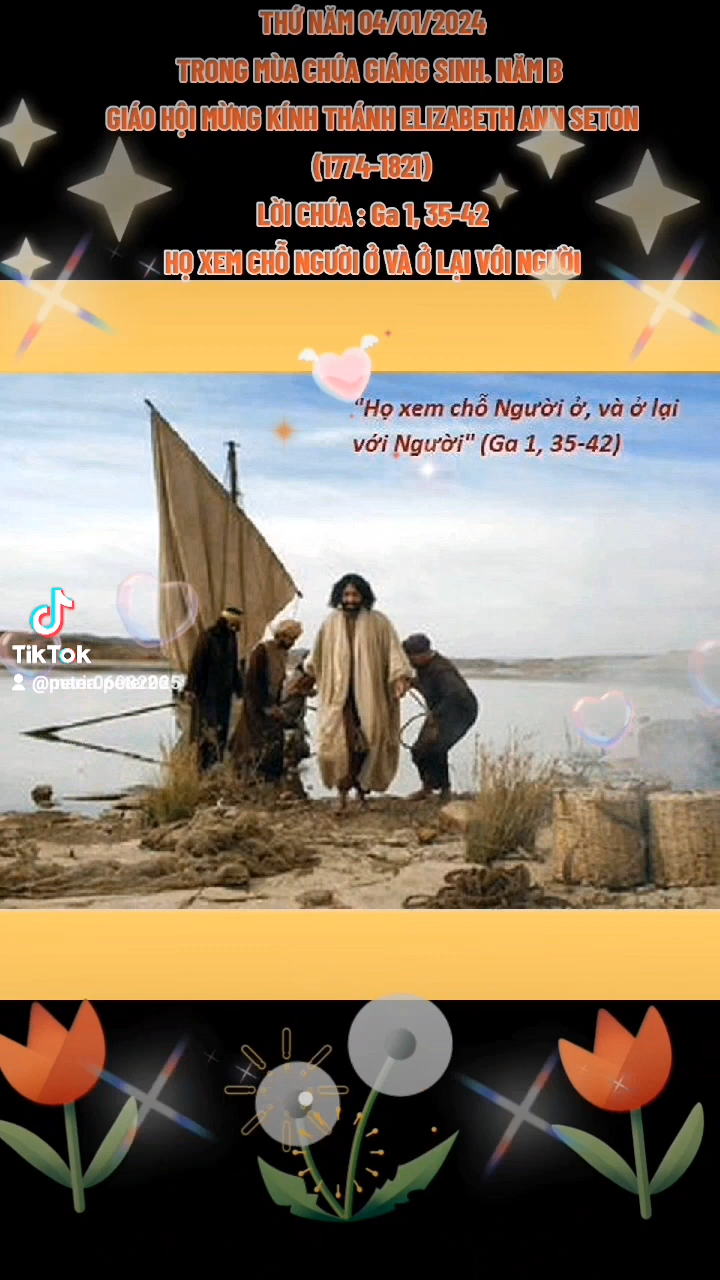 THỨ NĂM 04/01/2024
TRONG MÙA CHÚA GIÁNG SINH. NĂM B
GIÁO HỘI MỪNG KÍNH THÁNH ELIZABETH ANN SETON
(1774-1821)
LỜI CHÚA : Ga 1, 35-42
HỌ XEM CHỖ NGƯỜI Ở VÀ Ở LẠI VỚI NGƯỜI
"Họ xem chỗ Người ở, và ở lại
với Người" (Ga 1, 35-42)
TikTok